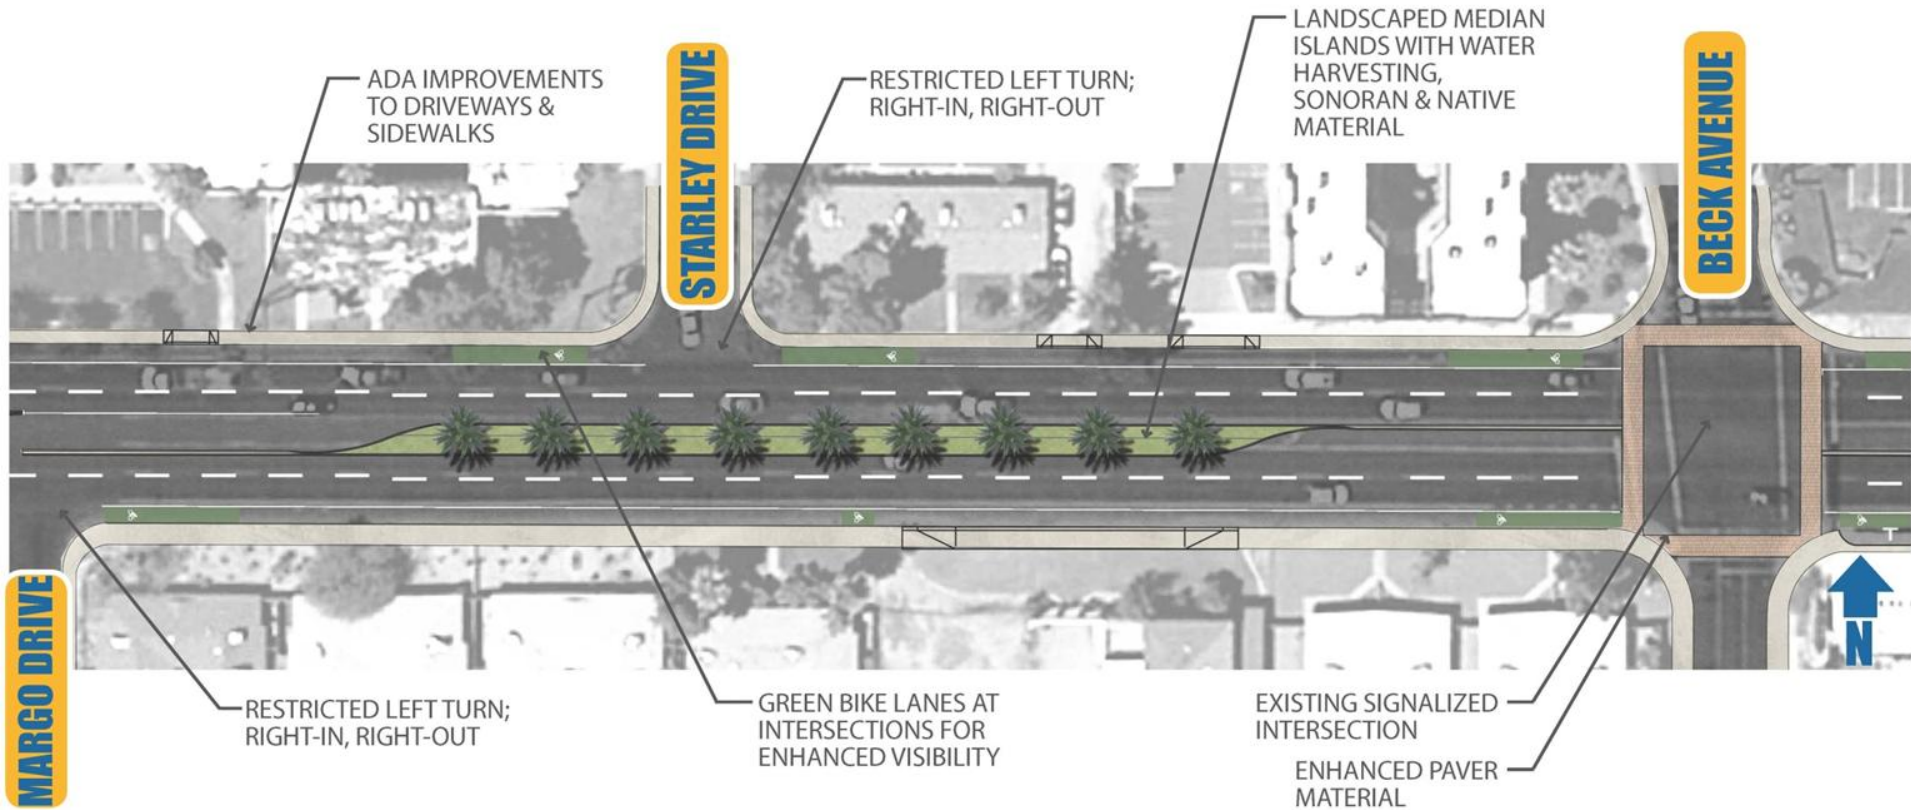 ADA IMPROVEMENTS
TO DRIVEWAYS &
SIDEWALKS
STARLEY DRIVE
RESTRICTED LEFT TURN;
RIGHT-IN, RIGHT-OUT
LANDSCAPED MEDIAN
ISLANDS WITH WATER
HARVESTING,
SONORAN & NATIVE
MATERIAL
BECK AVENUE
MARGO DRIVE
RESTRICTED LEFT TURN;
RIGHT-IN, RIGHT-OUT
GREEN BIKE LANES AT
INTERSECTIONS FOR
ENHANCED VISIBILITY
EXISTING SIGNALIZED
INTERSECTION
ENHANCED PAVER
MATERIAL
T
N